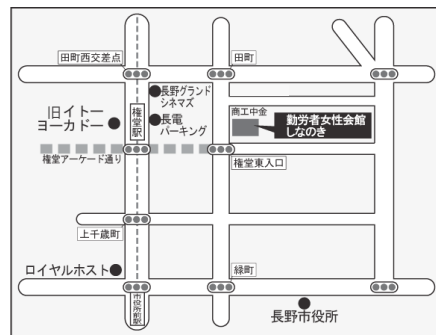 田町西交差点
田町
長野グランド
シネマズ
旧イトー
ヨーカドー
権堂駅
長電
パーキング
商工中金
勤労者女性会館
しなのき
権堂アーケード通り
権堂東入口
上千歳町
ロイヤルホスト
緑町
市役所前駅
長野市役所